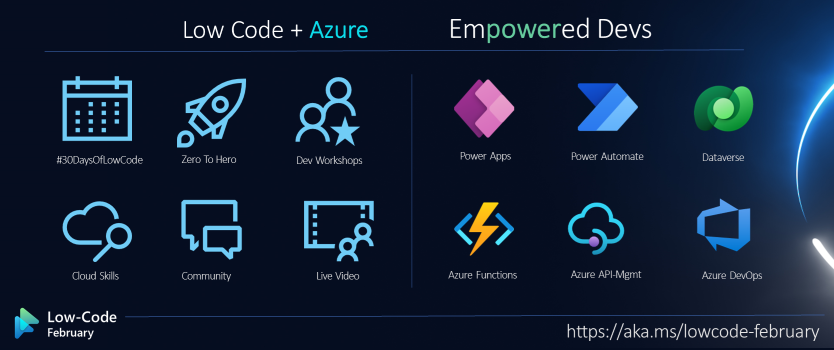 Low Code + Azure
Empowered Devs
#30DaysOfLowCode
Zero To Hero
Dev Workshops
Power Apps
Power Automate
Dataverse
Cloud Skills
Community
Live Video
Azure Functions
Azure API-Mgmt
Azure DevOps
Low-Code
February
https://aka.ms/lowcode-february